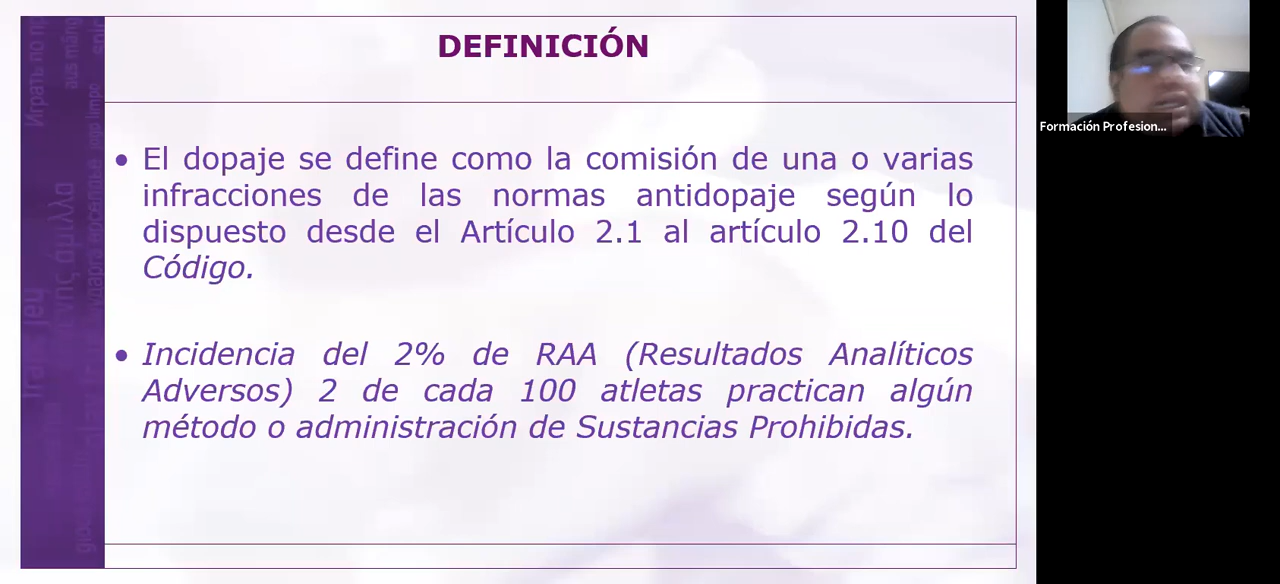 DEFINICIÓN
• El dopaje se define como la comisión de una o varias
infracciones de las normas antidopaje según lo
dispuesto desde el Artículo 2.1 al artículo 2.10 del
Código.
• Incidencia del 2% de RAA (Resultados Analíticos
Adversos) 2 de cada 100 atletas practican algún
método o administración de Sustancias Prohibidas.
Formación Profesion...
Играть по